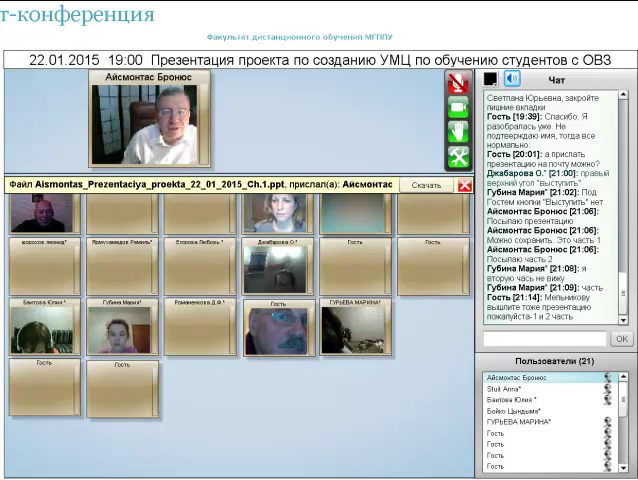 т-конференция
Факультет дистанционного обучения МГППУ
22.01.2015 19:00 Презентация проекта по созданию УМЦ по обучению студентов с ОВЗ
Айсмонтас Бронюс
Файл Aismontas_Prezentaciya_proekta_22_01_2015_Ch.1.ppt. прислал(а): Айсмонтас
Скачать
шорохов леонид*
Ярмухамедов Рамиль*
Егорова Любовь *
Джабарова О.*
Гость
Гость
Баитова Юлия *
Губина Мария*
Романенкова Д.Ф.*
Гость
ГУРЬЕВА МАРИНА*
Гость
Гость
Чат
Светлана Юрьевна, закройте
лишние вкладки
Гость [19:39]: Спасибо. Я
разобралась уже. Не
подтверждаю имя, тогда все
нормально.
Гость [20:01]: а прислать
презентацию на почту можно?
Джабарова О.* [21:00]: правый
верхний угол "выступить"
Губина Мария* [21:02]: Под
Гостем кнопки "Выступить" нет
Айсмонтас Бронюс [21:06]:
Посылаю презентацию
Айсмонтас Бронюс [21:06]:
Можно сохранить. Это часть 1
Айсмонтас Бронюс [21:06]:
Посылаю часть 2
Губина Мария* [21:08]: я
вторую чась не вижу
Губина Мария* [21:09]: часть
Гость [21:14]: Мельникову
вышлите тоже презентацию
пожалуйста-1 и 2 часть
OK
Пользователи (21)
Айсмонтас Бронюс
Stuit Anna*
Баитова Юлия *
Бойко Цындыма*
ГУРЬЕВА МАРИНА*
Гость
Гость
Гость
Гость